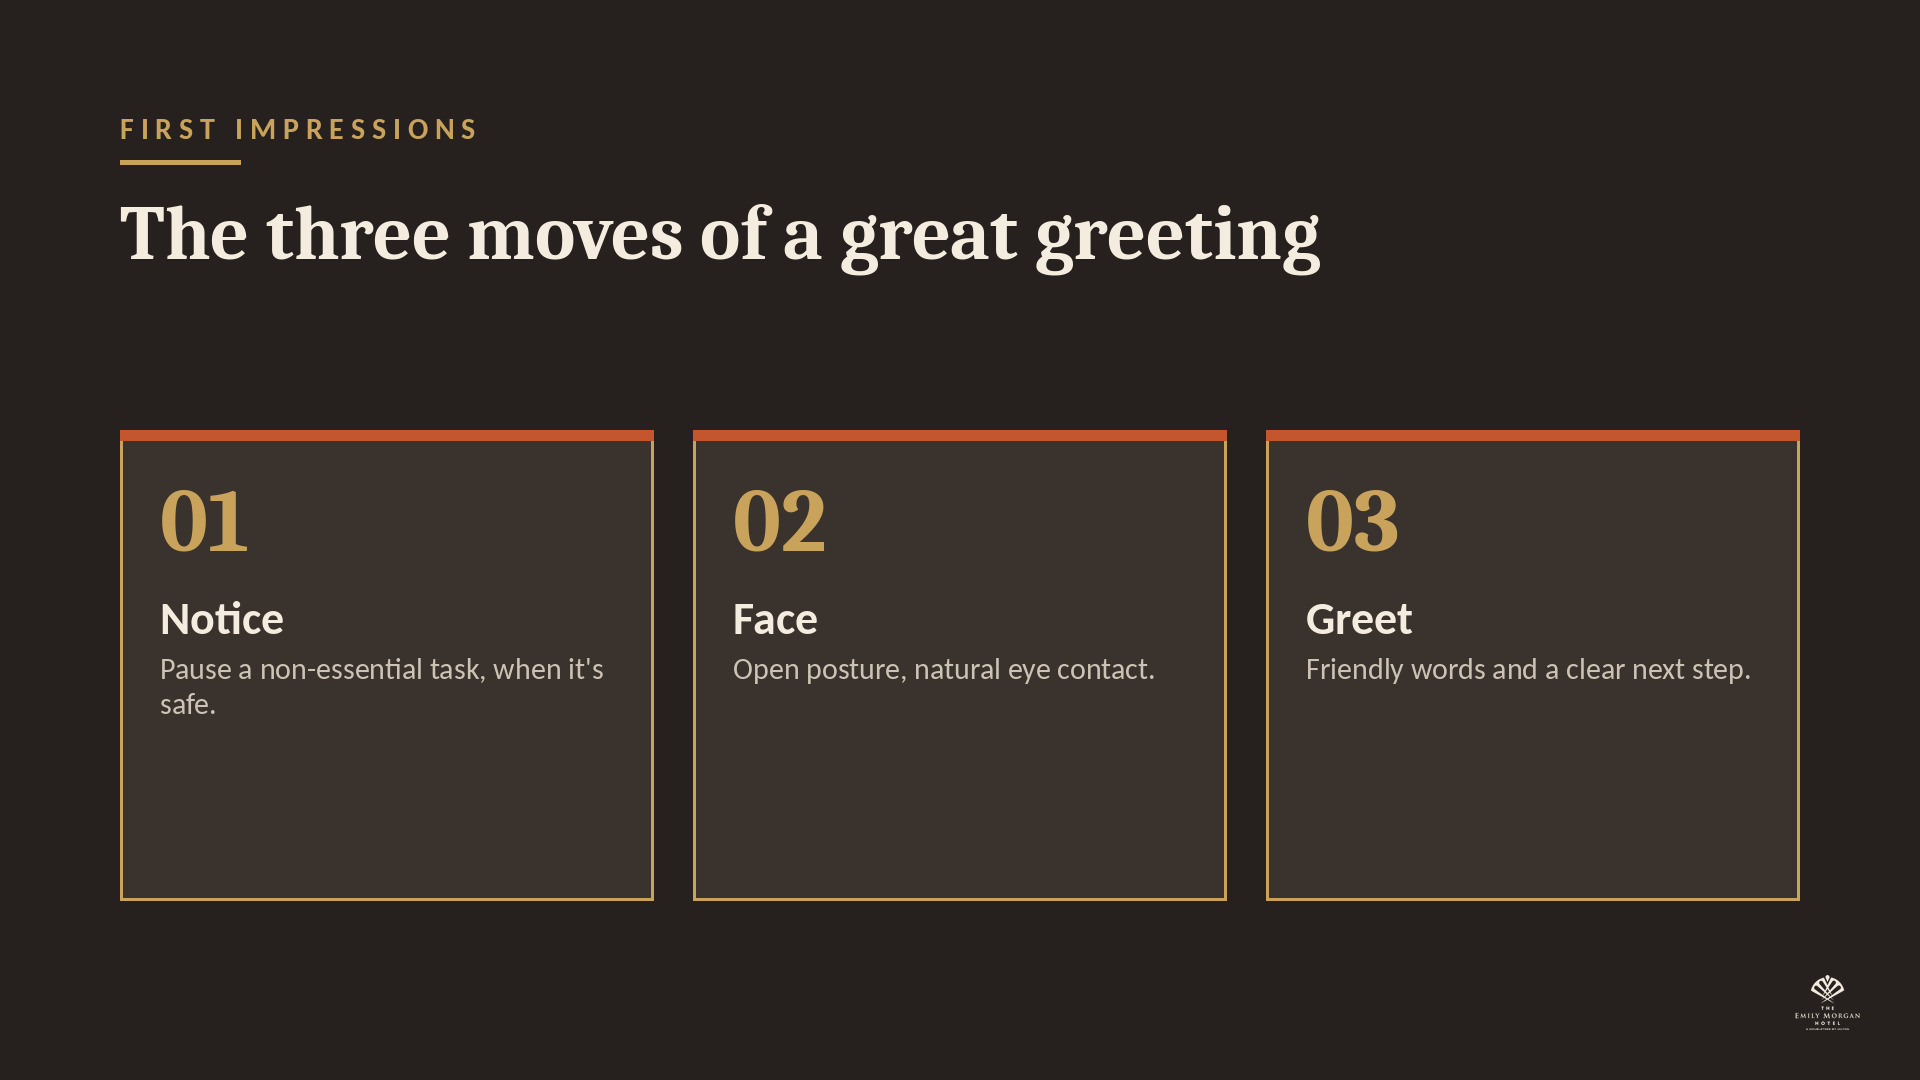 FIRST IMPRESSIONS
The three moves of a great greeting
01
Notice
Pause a non-essential task, when it's
safe.
02
Face
Open posture, natural eye contact.
03
Greet
Friendly words and a clear next step.
THE
EMILY MORGAN
HOTEL